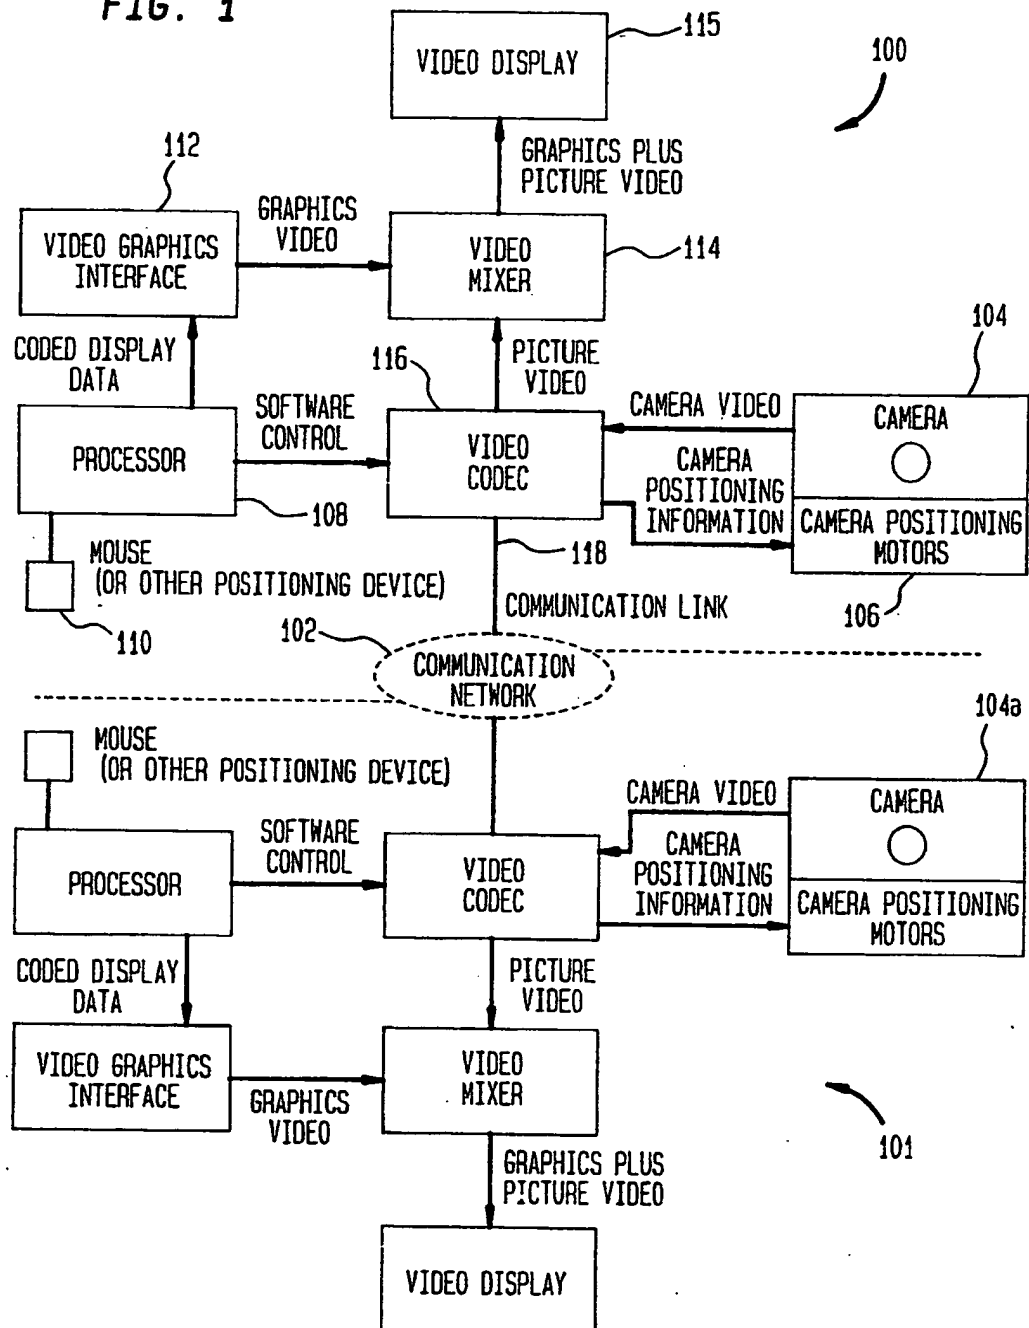 FIG. 1
VIDEO DISPLAY
115
100
GRAPHICS PLUS
PICTURE VIDEO
112
VIDEO GRAPHICS
INTERFACE
GRAPHICS
VIDEO
VIDEO
MIXER
114
CODED DISPLAY
DATA
116
PICTURE
VIDEO
104
PROCESSOR
SOFTWARE
CONTROL
VIDEO
CODEC
CAMERA VIDEO
CAMERA
POSITIONING
INFORMATION
CAMERA
CAMERA POSITIONING
MOTORS
108
118
106
MOUSE
(OR OTHER POSITIONING DEVICE)
110
COMMUNICATION LINK
102
COMMUNICATION
NETWORK
MOUSE
(OR OTHER POSITIONING DEVICE)
104a
CAMERA VIDEO
CAMERA
PROCESSOR
SOFTWARE
CONTROL
VIDEO
CODEC
CAMERA
POSITIONING
INFORMATION
CAMERA POSITIONING
MOTORS
CODED DISPLAY
DATA
PICTURE
VIDEO
VIDEO GRAPHICS
INTERFACE
GRAPHICS
VIDEO
VIDEO
MIXER
101
GRAPHICS PLUS
PICTURE VIDEO
VIDEO DISPLAY